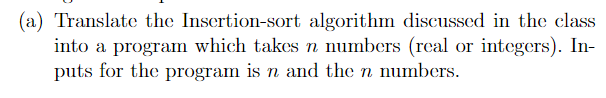 (a) Translate the Insertion-sort algorithm discussed in the class
into a program which takes n numbers (real or integers). In-
puts for the program is n and the n numbers.